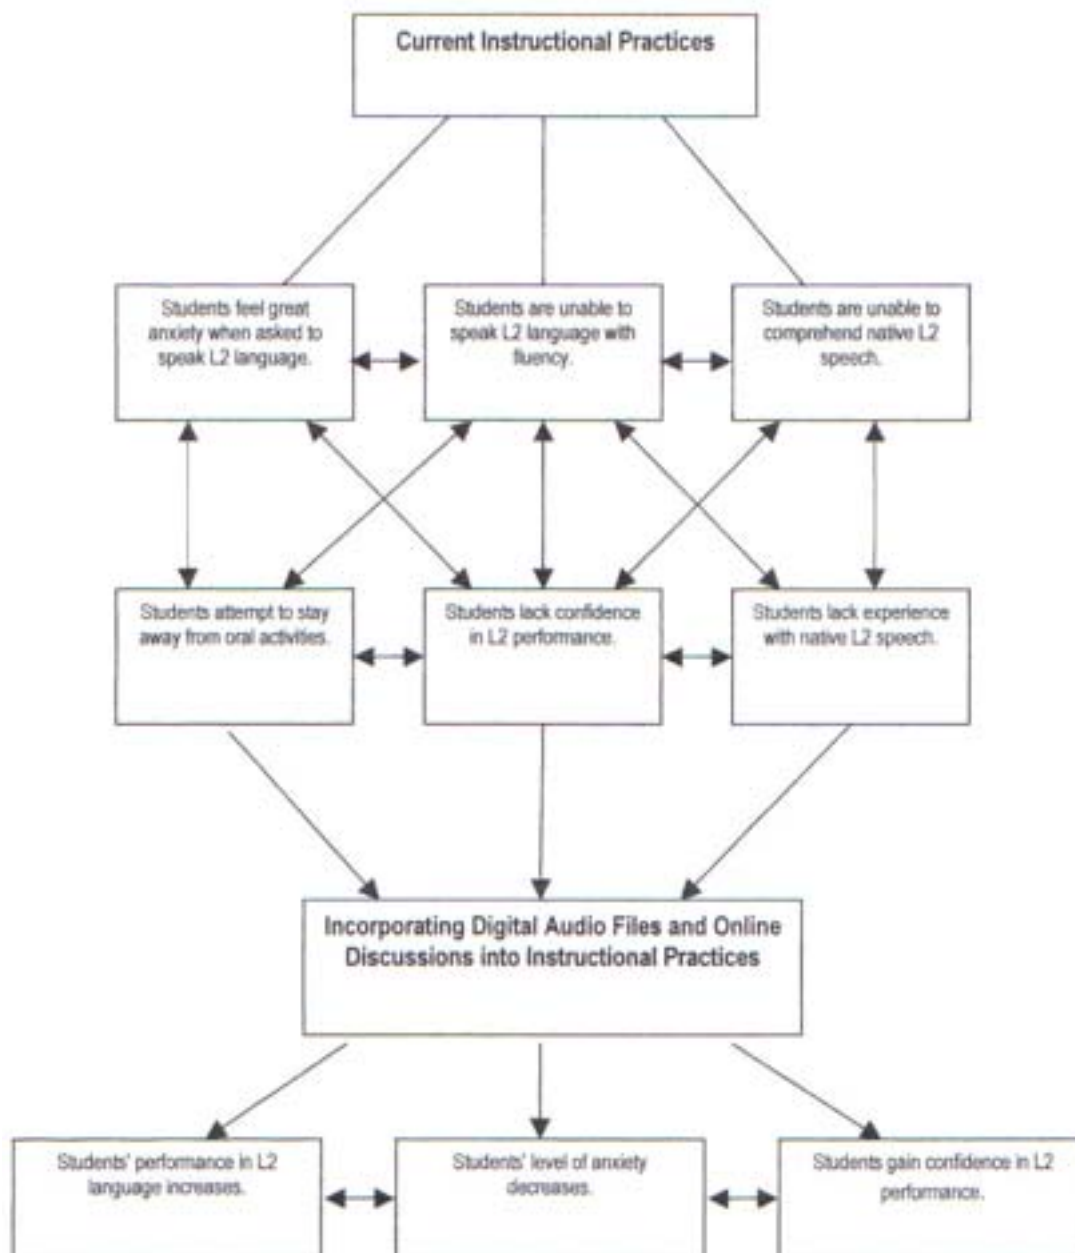 Current Instructional Practices
Students feel great
anxiety when asked to
speak L2 language.
Students are unable to
speak L2 language with
fluency.
Students are unable to
comprehend native L2
speech.
Students attempt to stay
away from oral activities.
Students lack confidence
in L2 performance.
Students lack experience
with native L2 speech.
Incorporating Digital Audio Files and Online
Discussions into Instructional Practices
Students' performance in L2
language increases.
Students' level of anxiety
decreases.
Students gain confidence in L2
performance.